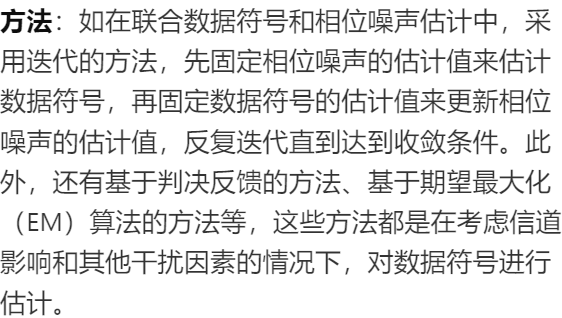 方法：如在联合数据符号和相位噪声估计中，采
用迭代的方法，先固定相位噪声的估计值来估计
数据符号，再固定数据符号的估计值来更新相位
噪声的估计值，反复迭代直到达到收敛条件。此
外，还有基于判决反馈的方法、基于期望最大化
（EM）算法的方法等，这些方法都是在考虑信道
影响和其他干扰因素的情况下，对数据符号进行
估计。